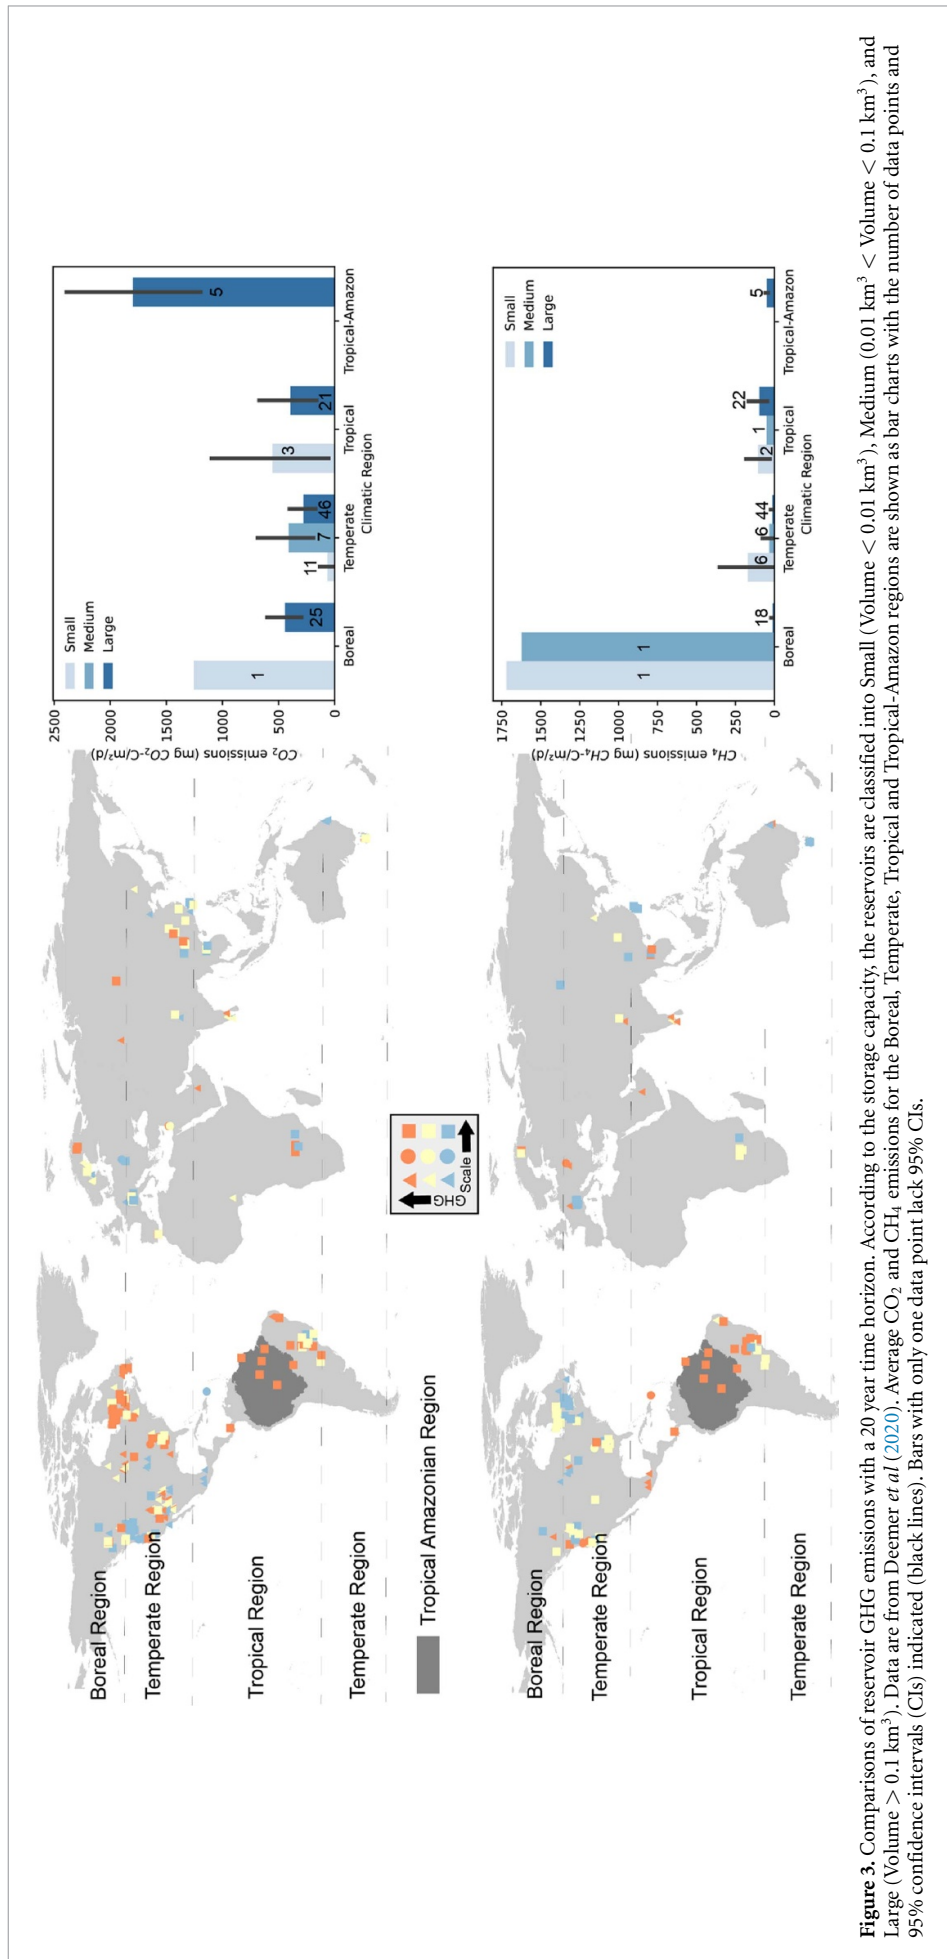 Boreal Region
Temperate Region
Tropical Region
Temperate Region
Tropical Amazonian Region
GHG
Scale
CO₂ emissions (mg CO₂-C/m²/d)
2500
2000
1500
1000
500
0
Small
Medium
Large
1
25
11
7
46
3
21
5
Boreal
Temperate
Tropical
Tropical-Amazon
Climatic Region
Boreal Region
Temperate Region
Tropical Region
Temperate Region
CH₄ emissions (mg CH₄-C/m²/d)
1750
1500
1250
1000
750
500
250
0
Small
Medium
Large
1
1
18
6
6
44
2
1
22
5
Boreal
Temperate
Tropical
Tropical-Amazon
Climatic Region
Figure 3. Comparisons of reservoir GHG emissions with a 20 year time horizon. According to the storage capacity, the reservoirs are classified into Small (Volume < 0.01 km³), Medium (0.01 km³ < Volume < 0.1 km³), and
Large (Volume > 0.1 km³). Data are from Deemer et al (2020). Average CO₂ and CH₄ emissions for the Boreal, Temperate, Tropical and Tropical-Amazon regions are shown as bar charts with the number of data points and
95% confidence intervals (CIs) indicated (black lines). Bars with only one data point lack 95% CIs.